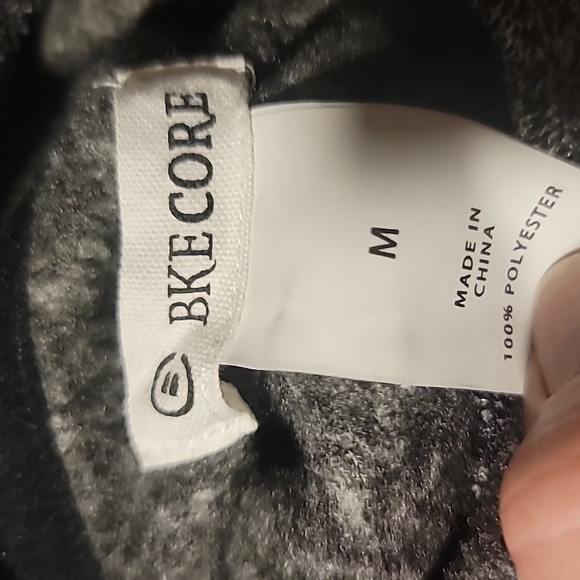 BKE CORE
M
MADE IN
CHINA
100% POLYESTER